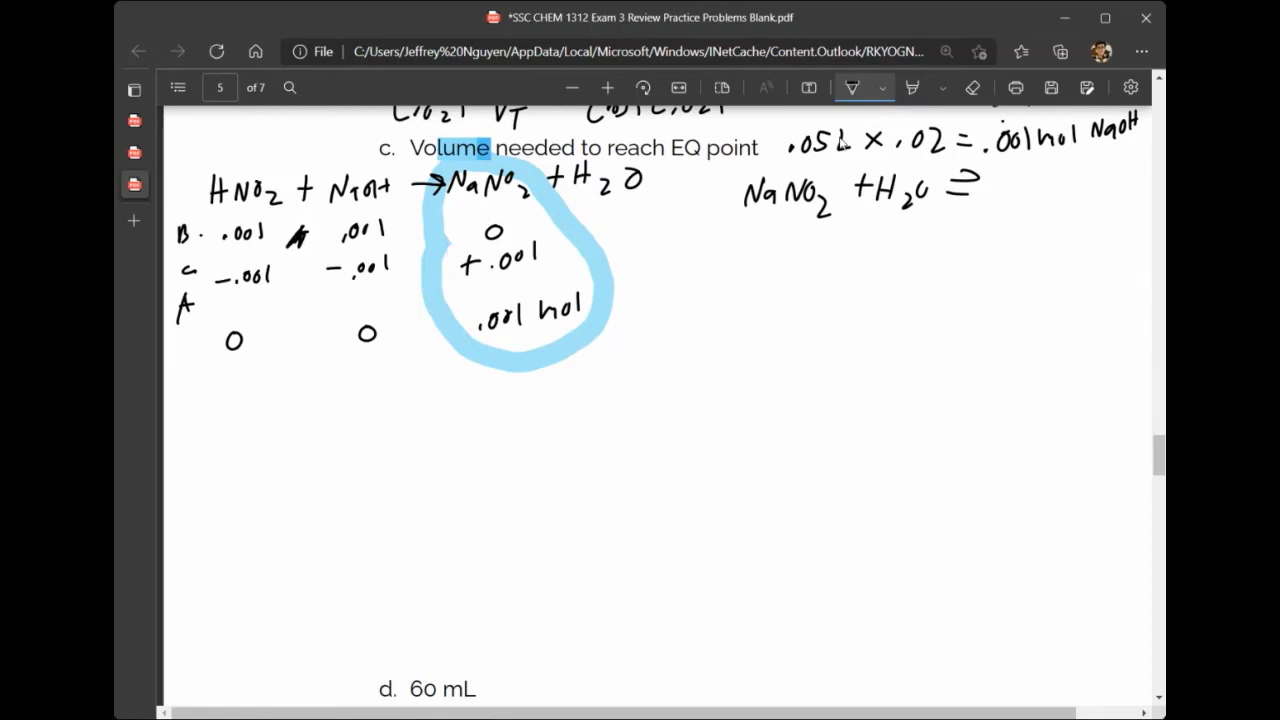 *SSC CHEM 1312 Exam 3 Review Practice Problems Blank.pdf
File C:/Users/Jeffrey%20Nguyen/AppData/Local/Microsoft/Windows/INetCache/Content.Outlook/RKYOGN...
5 of 7
c. Volume needed to reach EQ point
.05L x .02 = .001 mol NaOH
HNO2 + NaOH → NaNO2 + H2O
NaNO2 + H2O ⇌
B. .001 .001 0
C -.001 -.001 +.001
A
0 0 .001 mol
d. 60 mL